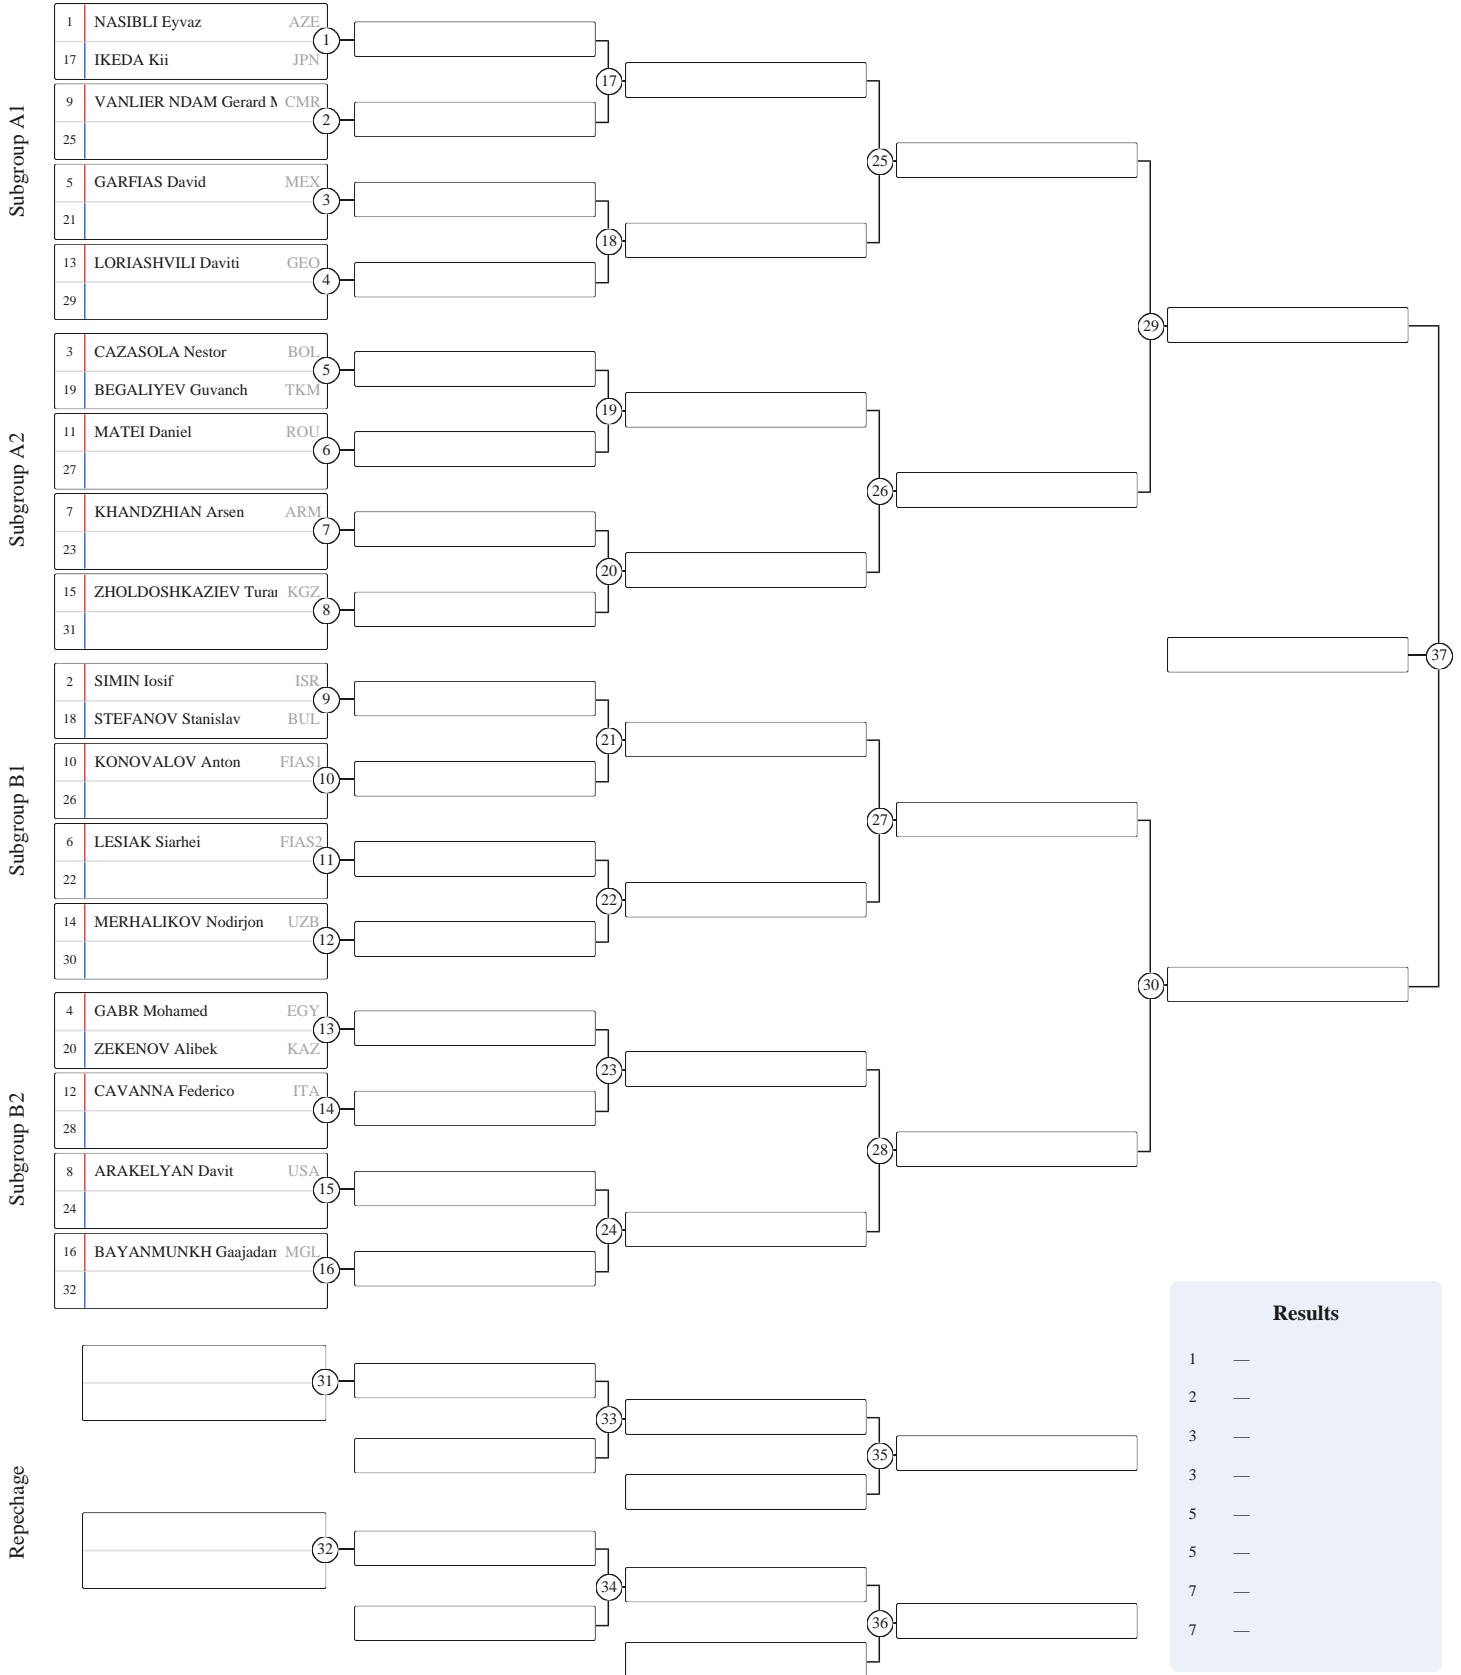 Subgroup A1
1 NASIBLI Eyvaz AZE
17 IKEDA Kii JPN
1
9 VANLIER NDAM Gerard M CMR
25
2
5 GARFIAS David MEX
21
3
13 LORIASHVILI Daviti GEO
29
4
17
18
25
Subgroup A2
3 CAZASOLA Nestor BOL
19 BEGALIYEV Guvanch TKM
5
11 MATEI Daniel ROU
27
6
7 KHANDZHIAN Arsen ARM
23
7
15 ZHOLDOSHKAZIEV Tura KGZ
31
8
19
20
26
29
Subgroup B1
2 SIMIN Iosif ISR
18 STEFANOV Stanislav BUL
9
10 KONOVALOV Anton FIAS1
26
10
6 LESIAK Siarhei FIAS2
22
11
14 MERHALIKOV Nodirjon UZB
30
12
21
22
27
Subgroup B2
4 GABR Mohamed EGY
20 ZEKENOV Alibek KAZ
13
12 CAVANNA Federico ITA
28
14
8 ARAKELYAN Davit USA
24
15
16 BAYANMUNKH Gaajadam MGL
32
16
23
24
28
30
37
Repechage
31
33
35
32
34
36
Results
1 —
2 —
3 —
3 —
5 —
5 —
7 —
7 —